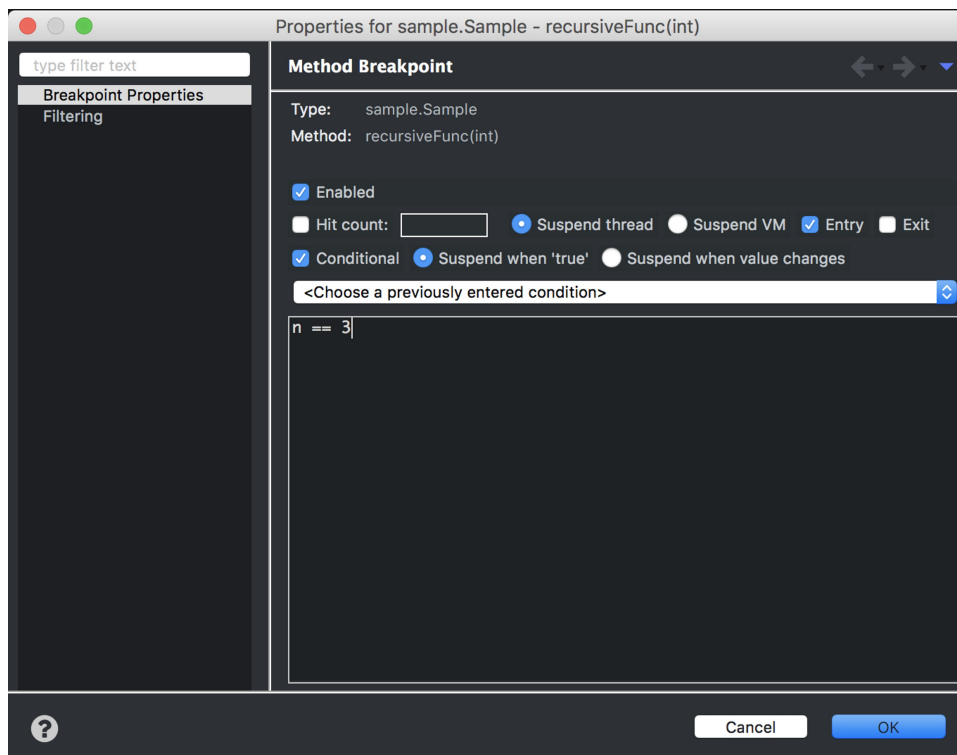 Properties for sample.Sample - recursiveFunc(int)
type filter text
Breakpoint Properties
Filtering
Method Breakpoint
Type: sample.Sample
Method: recursiveFunc(int)
Enabled
Hit count: Suspend thread Suspend VM Entry Exit
Conditional Suspend when 'true' Suspend when value changes
<Choose a previously entered condition>
n == 3
? Cancel OK